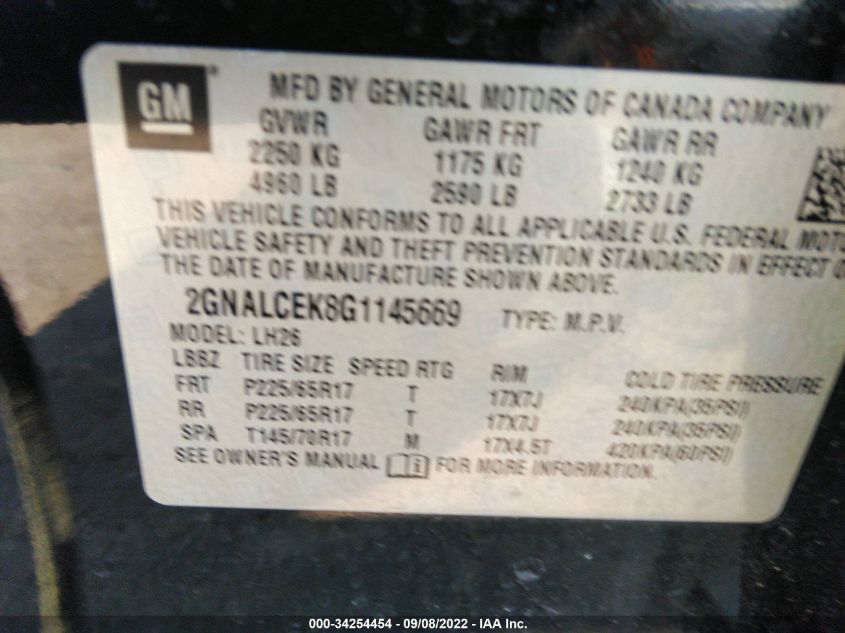 GM MFD BY GENERAL MOTORS OF CANADA COMPANY
GVWR GAWR FRT GAWR RR
2250 KG 1175 KG 1240 KG
4960 LB 2590 LB 2733 LB
THIS VEHICLE CONFORMS TO ALL APPLICABLE U.S. FEDERAL
VEHICLE SAFETY AND THEFT PREVENTION STANDARDS IN EFFECT
THE DATE OF MANUFACTURE SHOWN ABOVE.
2GNALCEK8G1145669 TYPE: M.P.V.
MODEL: LH26
LBBZ TIRE SIZE SPEED RTG RIM COLD TIRE PRESSURE
FRT P225/65R17 T 17X7J 240KPA(35PSI)
RR P225/65R17 T 17X7J 240KPA(35PSI)
SPA T145/70R17 M 17X4.5T 420KPA(60PSI)
SEE OWNER'S MANUAL FOR MORE INFORMATION.
000-34254454 - 09/08/2022 - IAA Inc.